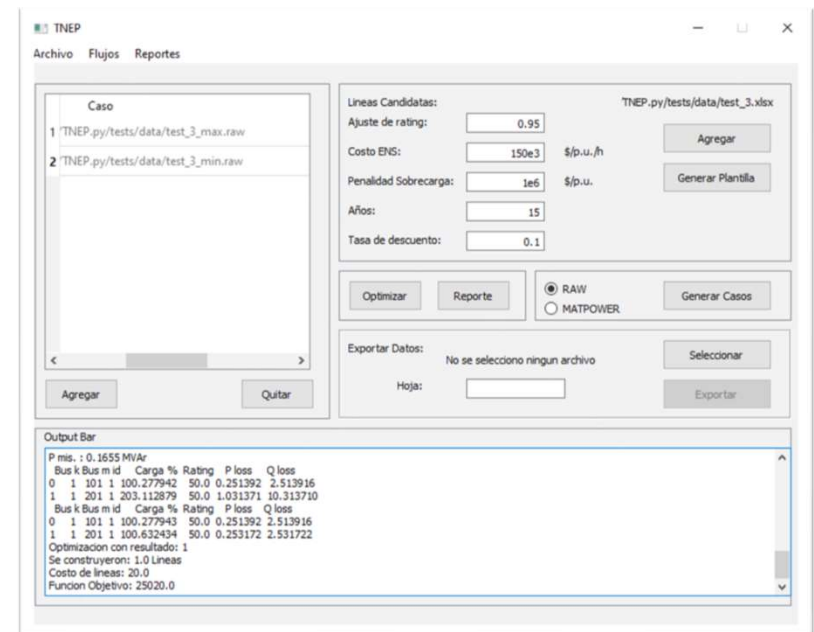 TNEP
Archivo Flujos Reportes
Caso
1 'TNEP.py/tests/data/test_3_max.raw
2 'TNEP.py/tests/data/test_3_min.raw
Agregar Quitar
Lineas Candidatas: 'TNEP.py/tests/data/test_3.xlsx
Ajuste de rating: 0.95 Agregar
Costo ENS: 150e3 $/p.u./h
Penalidad Sobrecarga: 1e6 $/p.u. Generar Plantilla
Años: 15
Tasa de descuento: 0.1
Optimizar Reporte RAW Generar Casos
MATPOWER
Exportar Datos: No se selecciono ningun archivo Seleccionar
Hoja: Exportar
Output Bar
P mis. : 0.1655 MVAr
Bus k Bus m id Carga % Rating P loss Q loss
0 1 101 1 100.277942 50.0 0.251392 2.513916
1 1 201 1 203.112879 50.0 1.031371 10.313710
Bus k Bus m id Carga % Rating P loss Q loss
0 1 101 1 100.277943 50.0 0.251392 2.513916
1 1 201 1 100.632434 50.0 0.253172 2.531722
Optimizacion con resultado: 1
Se construyeron: 1.0 Lineas
Costo de lineas: 20.0
Funcion Objetivo: 25020.0